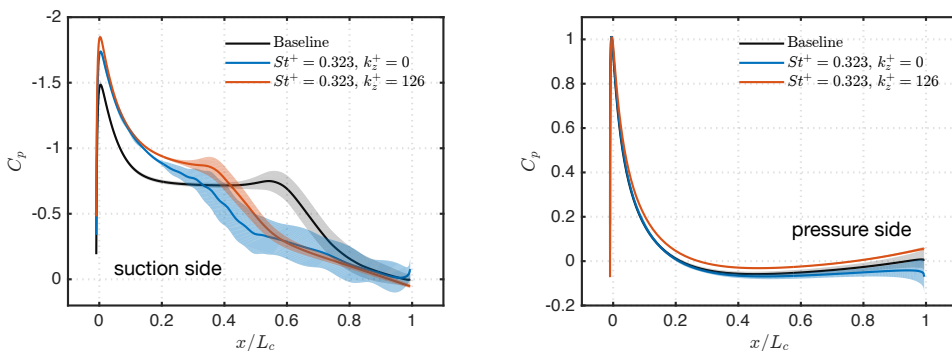 -2
-1.5
-1
-0.5
0
C_p
Baseline
St^+ = 0.323, k_z^+ = 0
St^+ = 0.323, k_z^+ = 126
suction side
0 0.2 0.4 0.6 0.8 1
x/L_c
1
0.8
0.6
0.4
0.2
0
-0.2
C_p
Baseline
St^+ = 0.323, k_z^+ = 0
St^+ = 0.323, k_z^+ = 126
pressure side
0 0.2 0.4 0.6 0.8 1
x/L_c